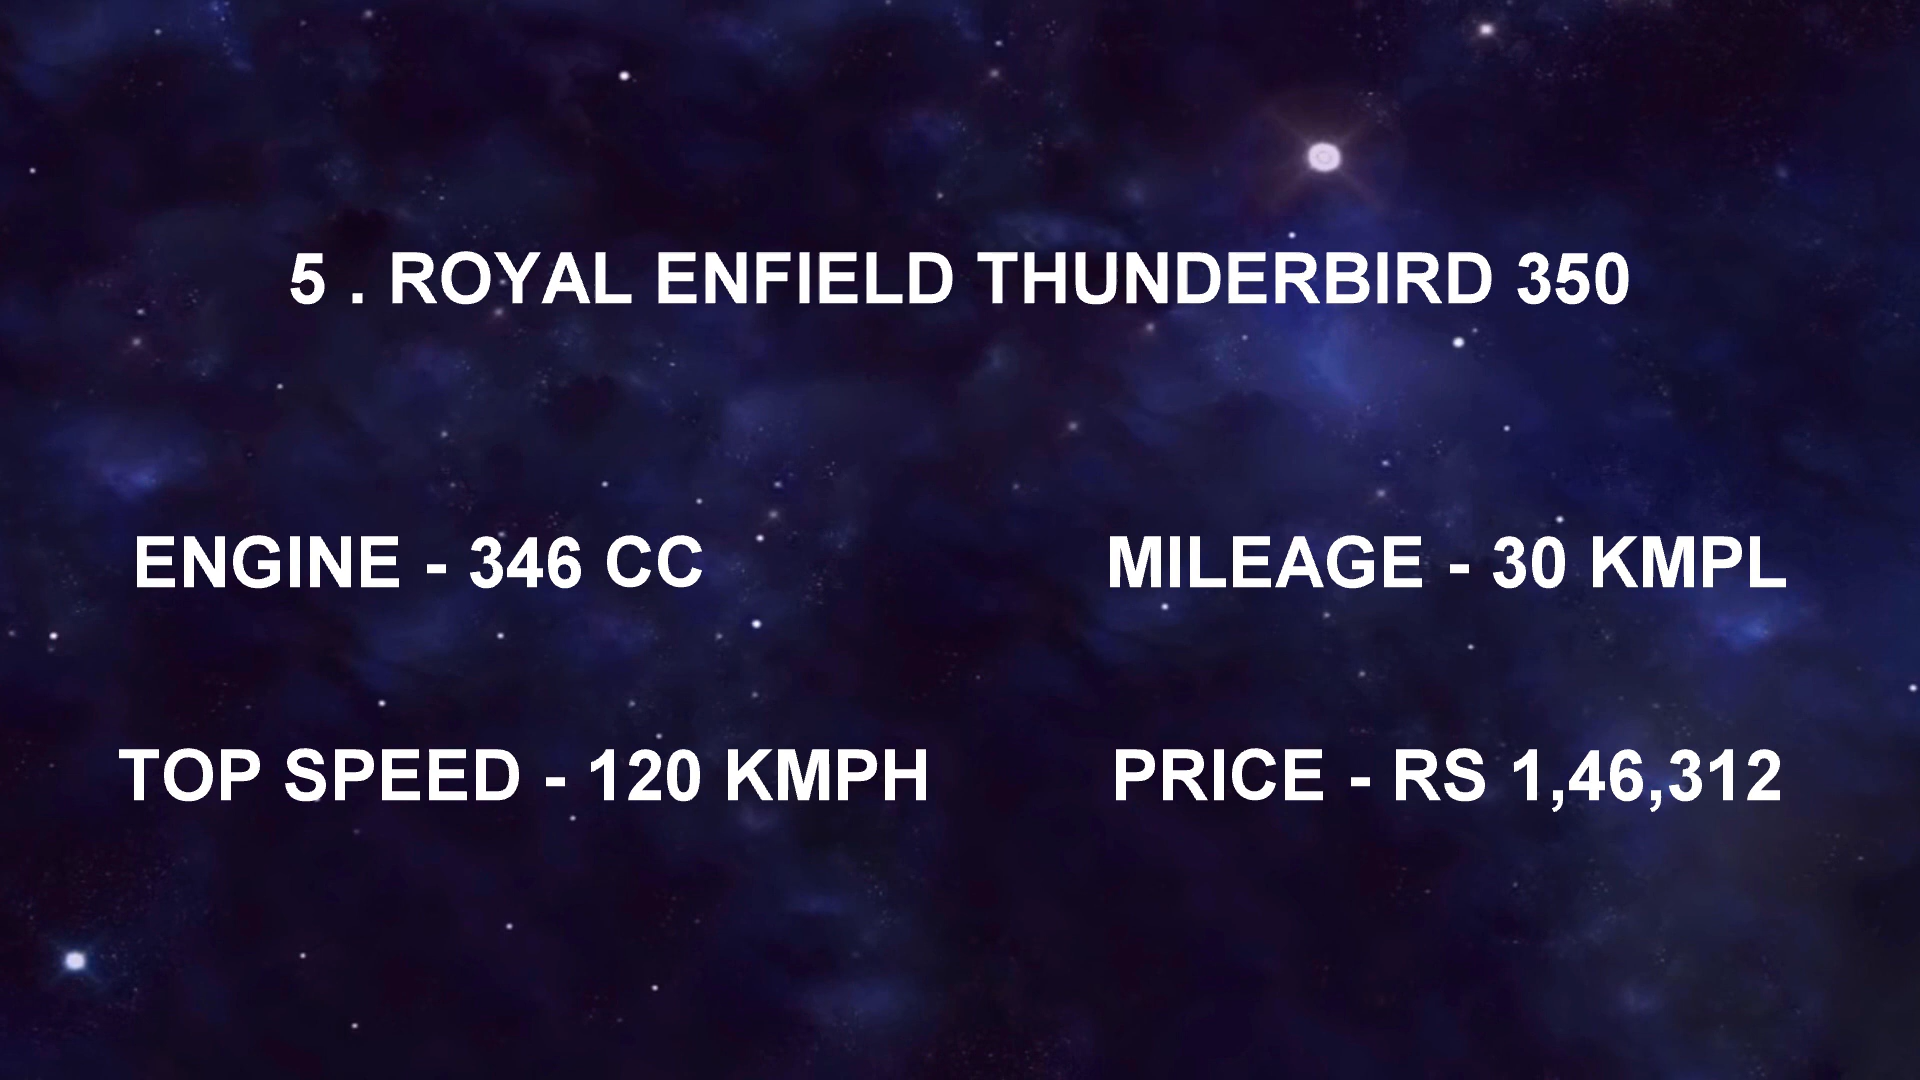 5 . ROYAL ENFIELD THUNDERBIRD 350
ENGINE - 346 CC
MILEAGE - 30 KMPL
TOP SPEED - 120 KMPH
PRICE - RS 1,46,312